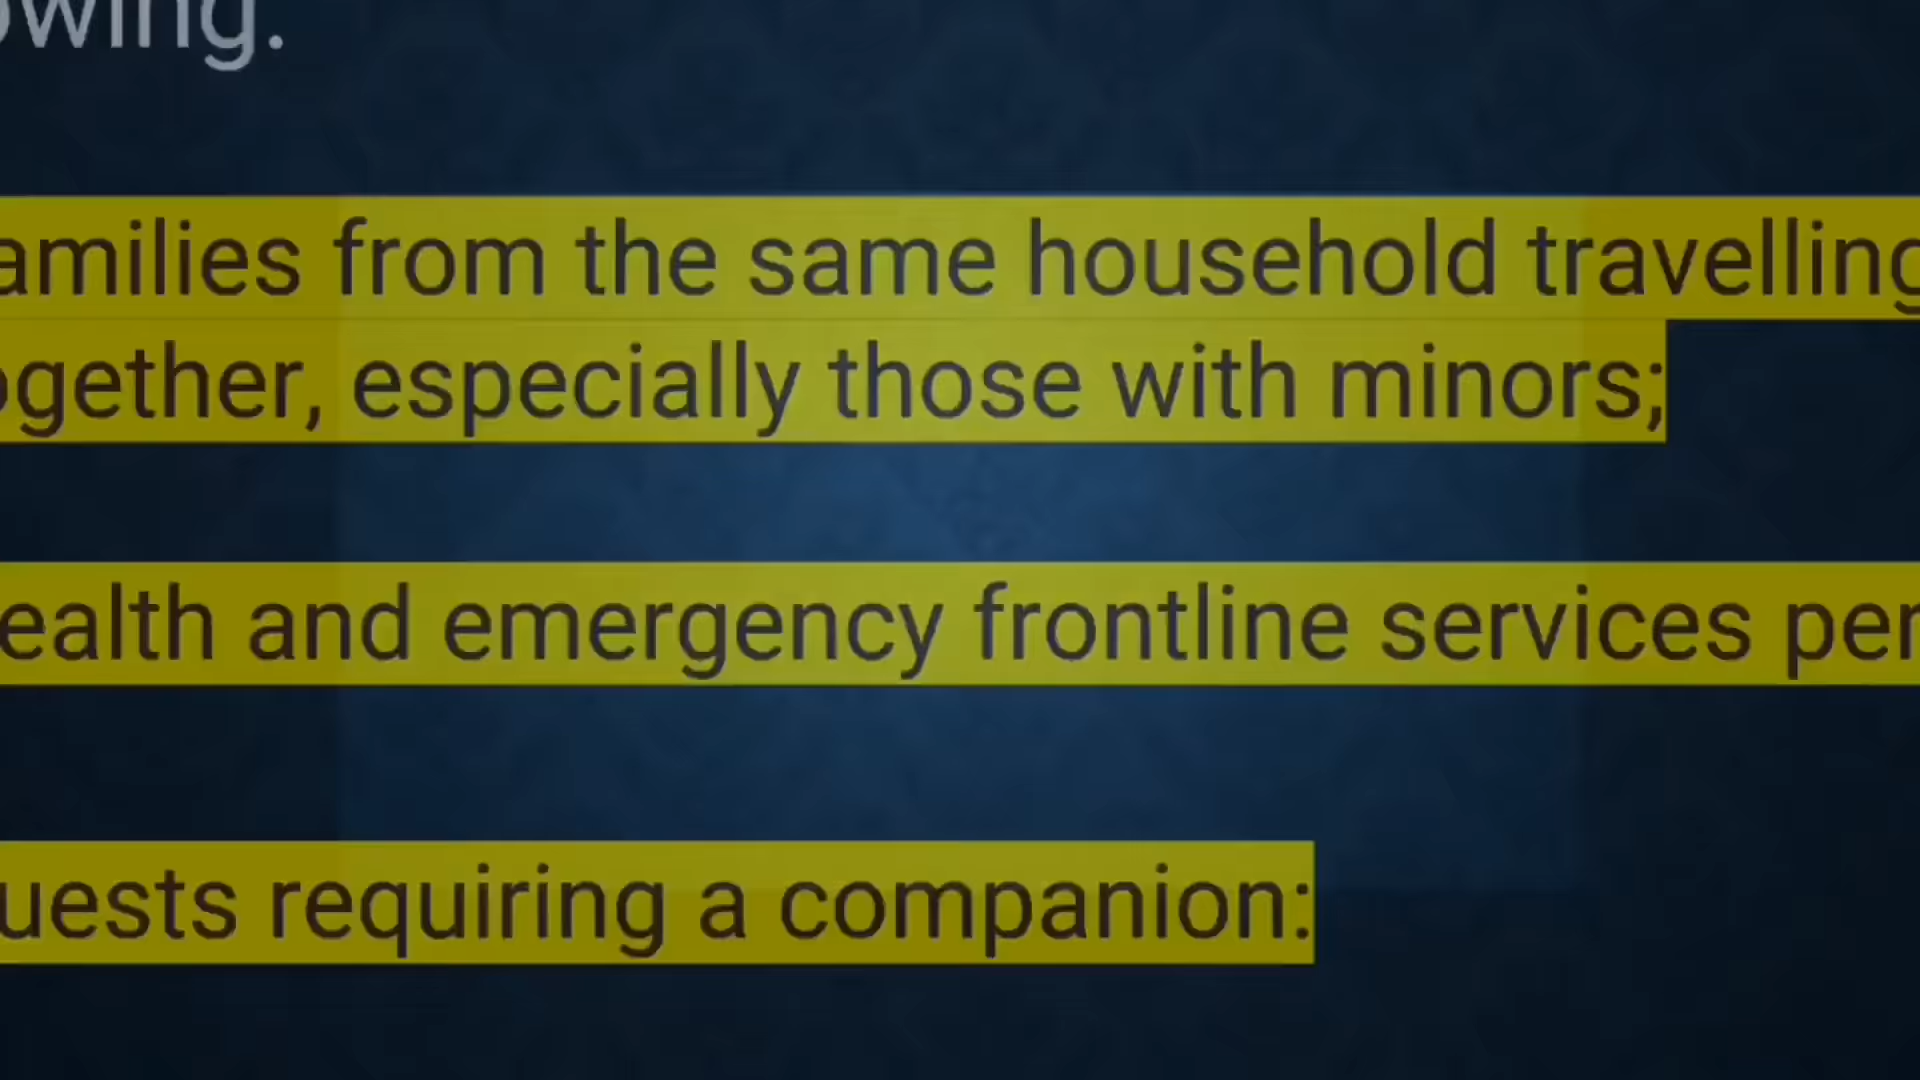 owing.
amilies from the same household travelling
ogether, especially those with minors;
ealth and emergency frontline services per
uests requiring a companion: